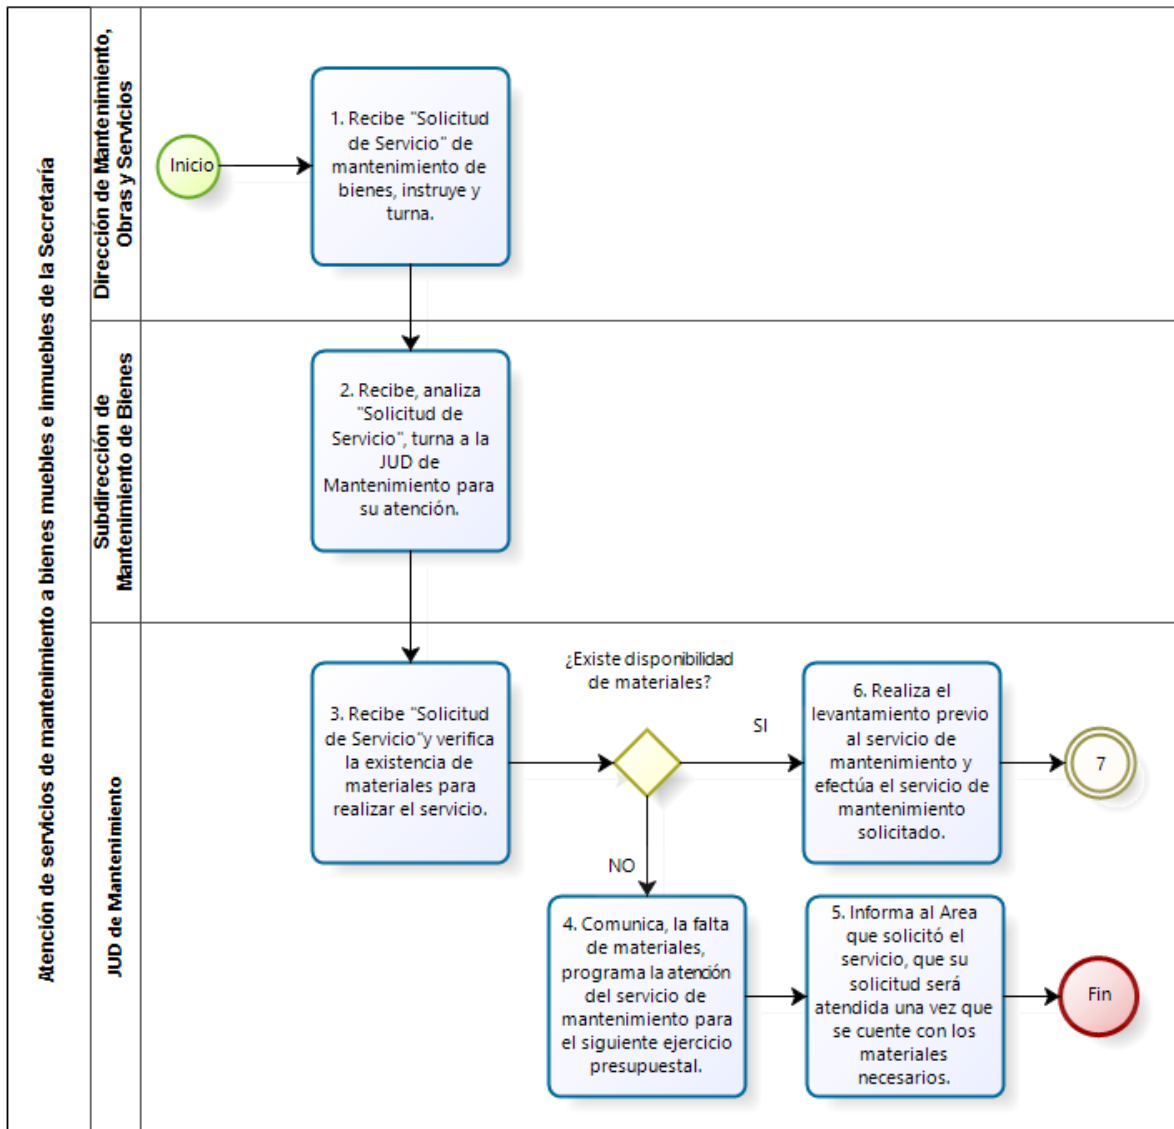 Atención de servicios de mantenimiento a bienes muebles e inmuebles de la Secretaría
Dirección de Mantenimiento,
Obras y Servicios
Inicio
1. Recibe "Solicitud
de Servicio" de
mantenimiento de
bienes, instruye y
turna.
Subdirección de
Mantenimiento de Bienes
2. Recibe, analiza
"Solicitud de
Servicio", turna a la
JUD de
Mantenimiento para
su atención.
JUD de Mantenimiento
3. Recibe "Solicitud
de Servicio"y verifica
la existencia de
materiales para
realizar el servicio.
¿Existe disponibilidad
de materiales?
SI
6. Realiza el
levantamiento previo
al servicio de
mantenimiento y
efectúa el servicio de
mantenimiento
solicitado.
7
NO
4. Comunica, la falta
de materiales,
programa la atención
del servicio de
mantenimiento para
el siguiente ejercicio
presupuestal.
5. Informa al Area
que solicitó el
servicio, que su
solicitud será
atendida una vez que
se cuente con los
materiales
necesarios.
Fin